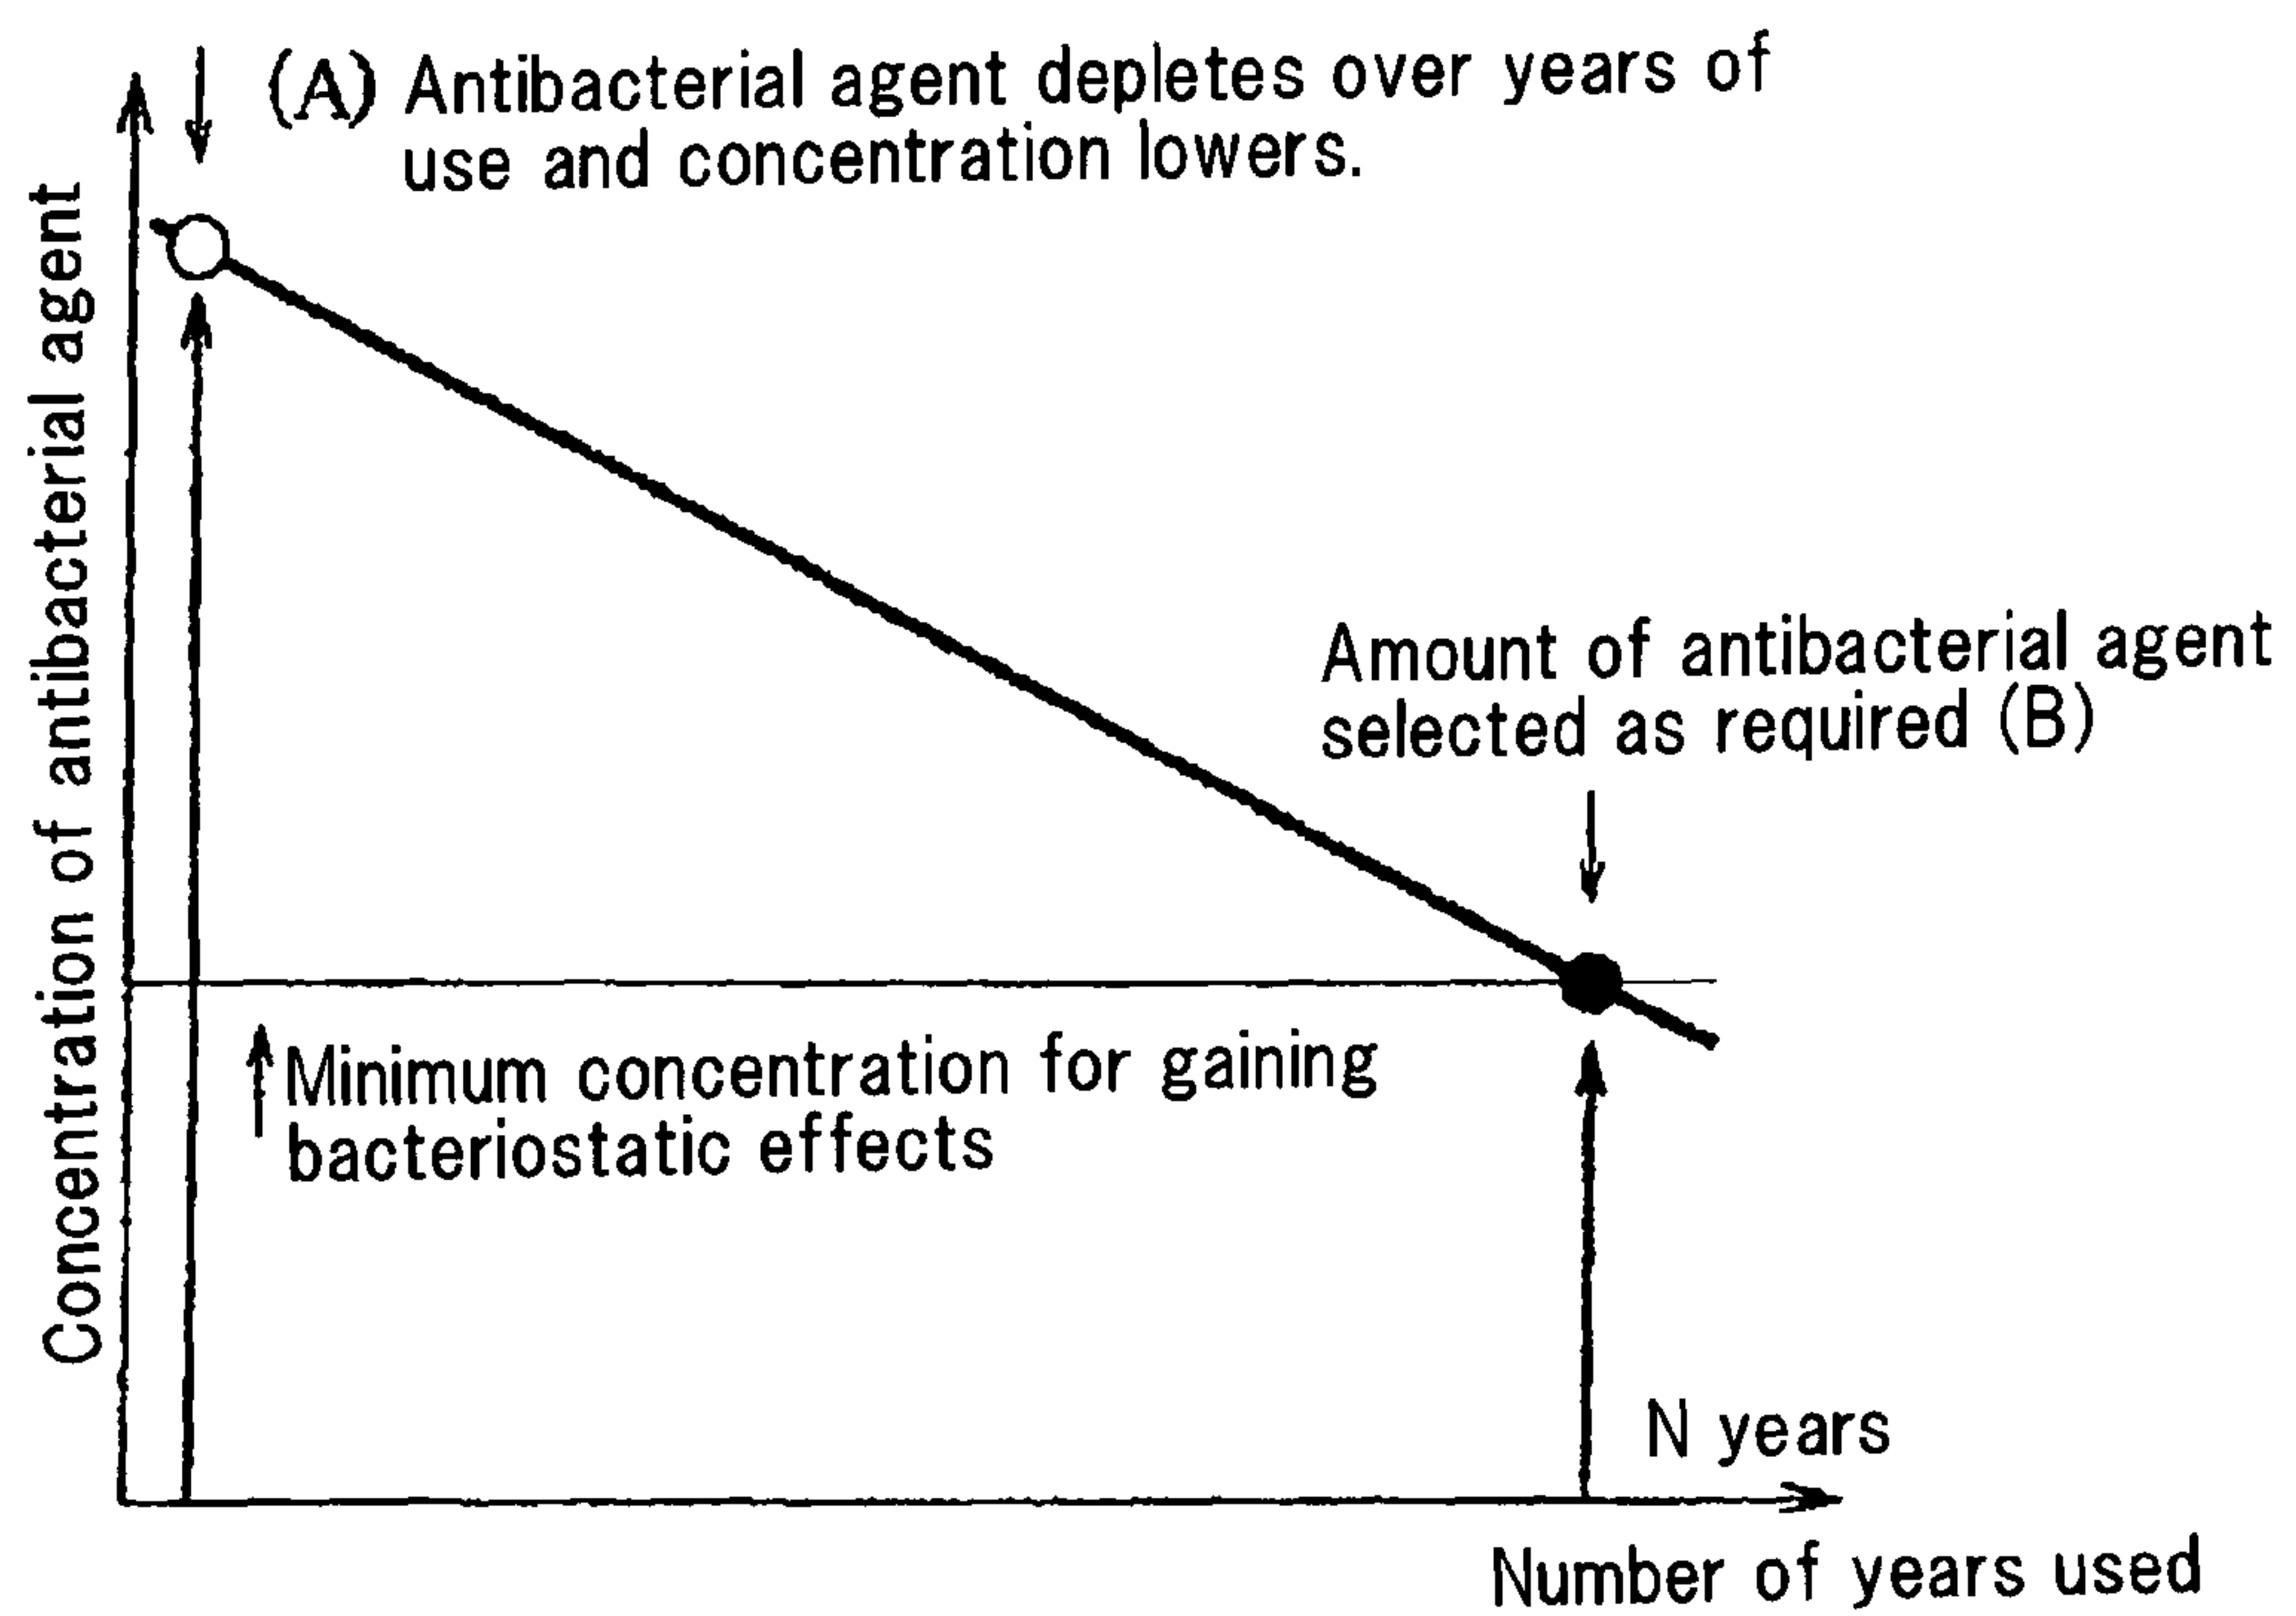 (A) Antibacterial agent depletes over years of
use and concentration lowers.
Concentration of antibacterial agent
Amount of antibacterial agent
selected as required (B)
Minimum concentration for gaining
bacteriostatic effects
N years
Number of years used